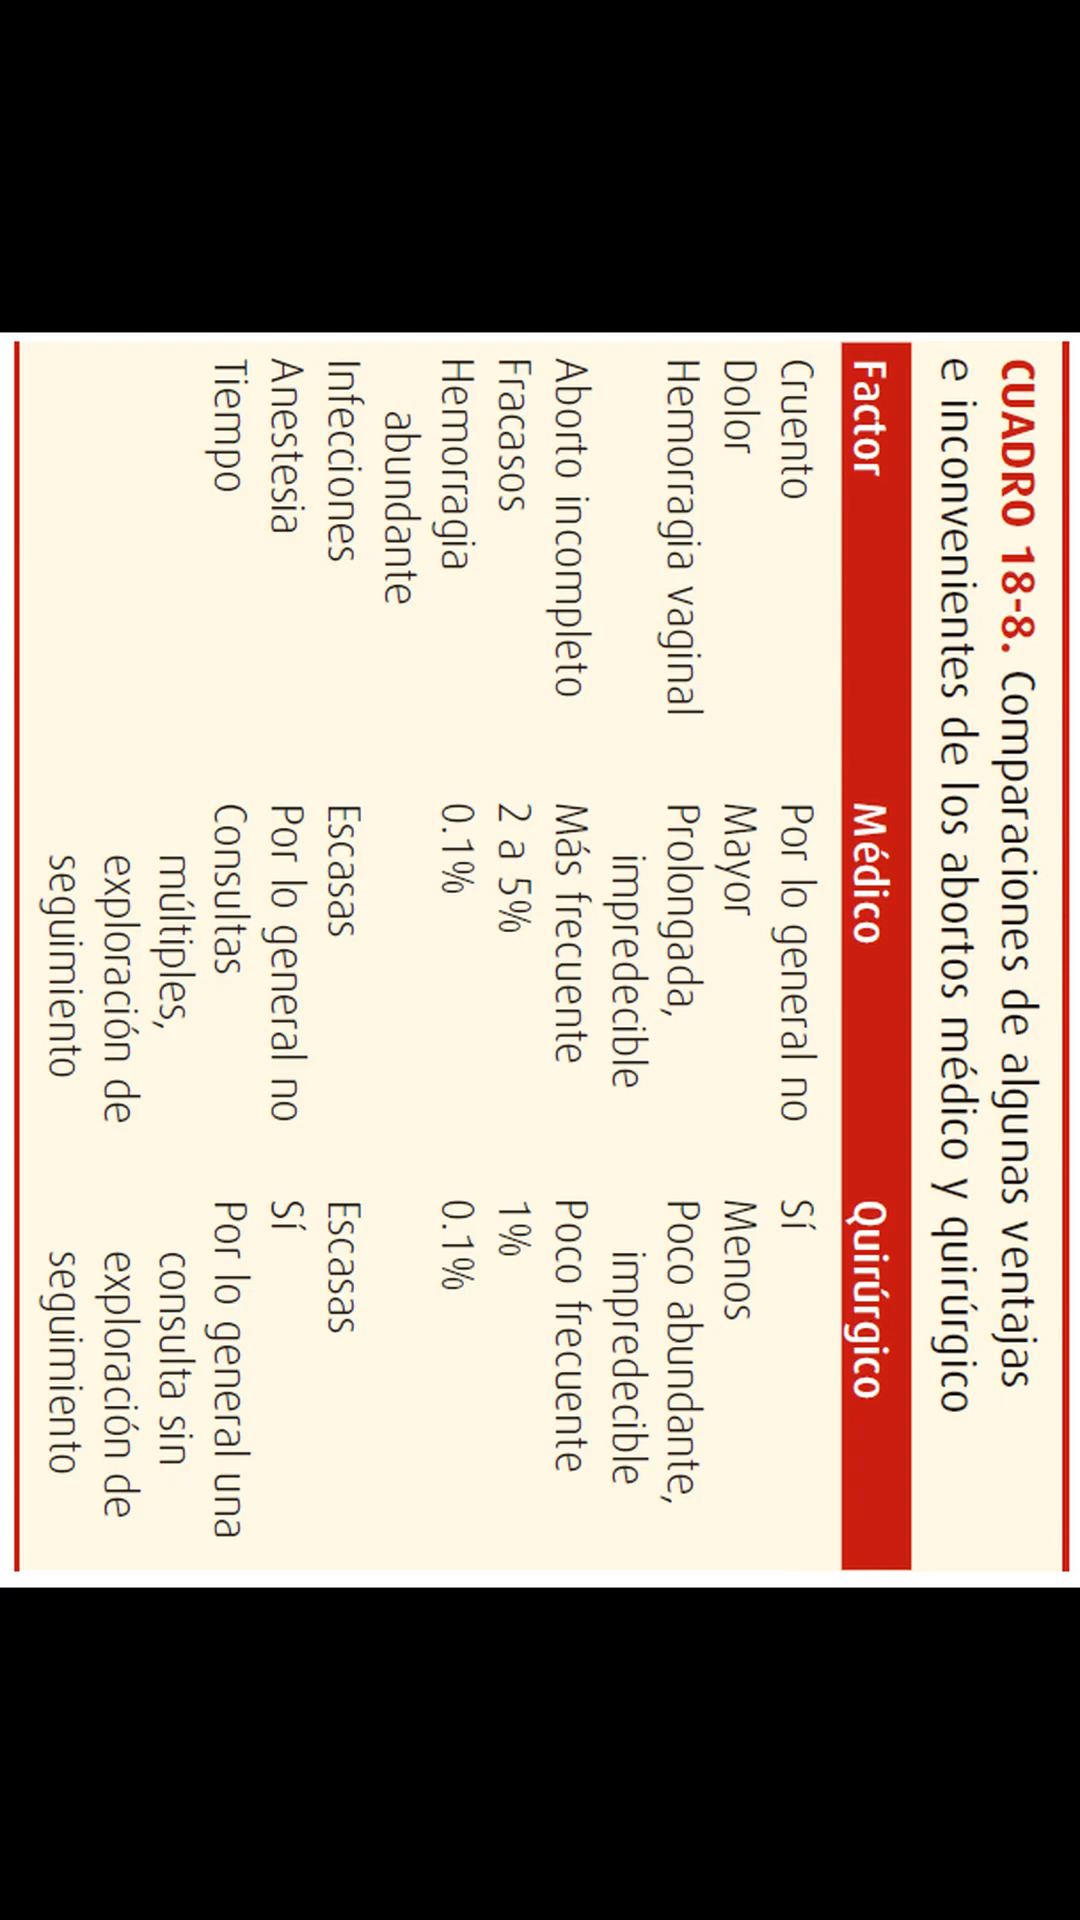 CUADRO 18-8. Comparaciones de algunas ventajas
e inconvenientes de los abortos médico y quirúrgico
Factor Médico Quirúrgico
Cruento Por lo general no Sí
Dolor Mayor Menos
Hemorragia vaginal Prolongada, Poco abundante,
impredecible impredecible
Aborto incompleto Más frecuente Poco frecuente
Fracasos 2 a 5% 1%
Hemorragia 0.1% 0.1%
abundante
Infecciones Escasas Escasas
Anestesia Por lo general no Sí
Tiempo Consultas Por lo general una
múltiples, consulta sin
exploración de exploración de
seguimiento seguimiento